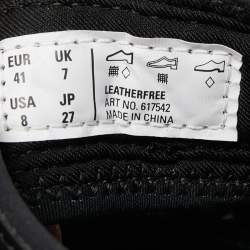 EUR UK
41 7
USA JP
8 27
LEATHERFREE
ART NO. 617542
MADE IN CHINA